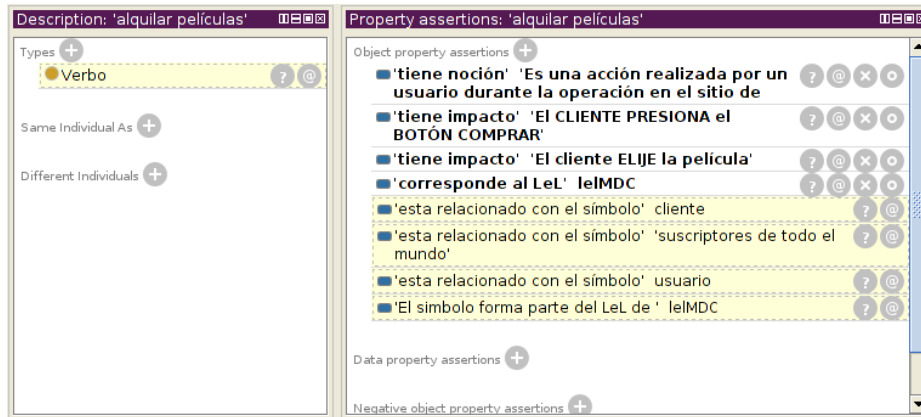 Description: 'alquilar películas'
Types
Verbo
Same Individual As
Different Individuals
Property assertions: 'alquilar películas'
Object property assertions
'tiene noción' 'Es una acción realizada por un
usuario durante la operación en el sitio de
'tiene impacto' 'El CLIENTE PRESIONA el
BOTÓN COMPRAR'
'tiene impacto' 'El cliente ELIJE la película'
'corresponde al LeL' lelMDC
'esta relacionado con el símbolo' cliente
'esta relacionado con el símbolo' 'suscriptores de todo el
mundo'
'esta relacionado con el símbolo' usuario
'El simbolo forma parte del LeL de ' lelMDC
Data property assertions
Negative object property assertions